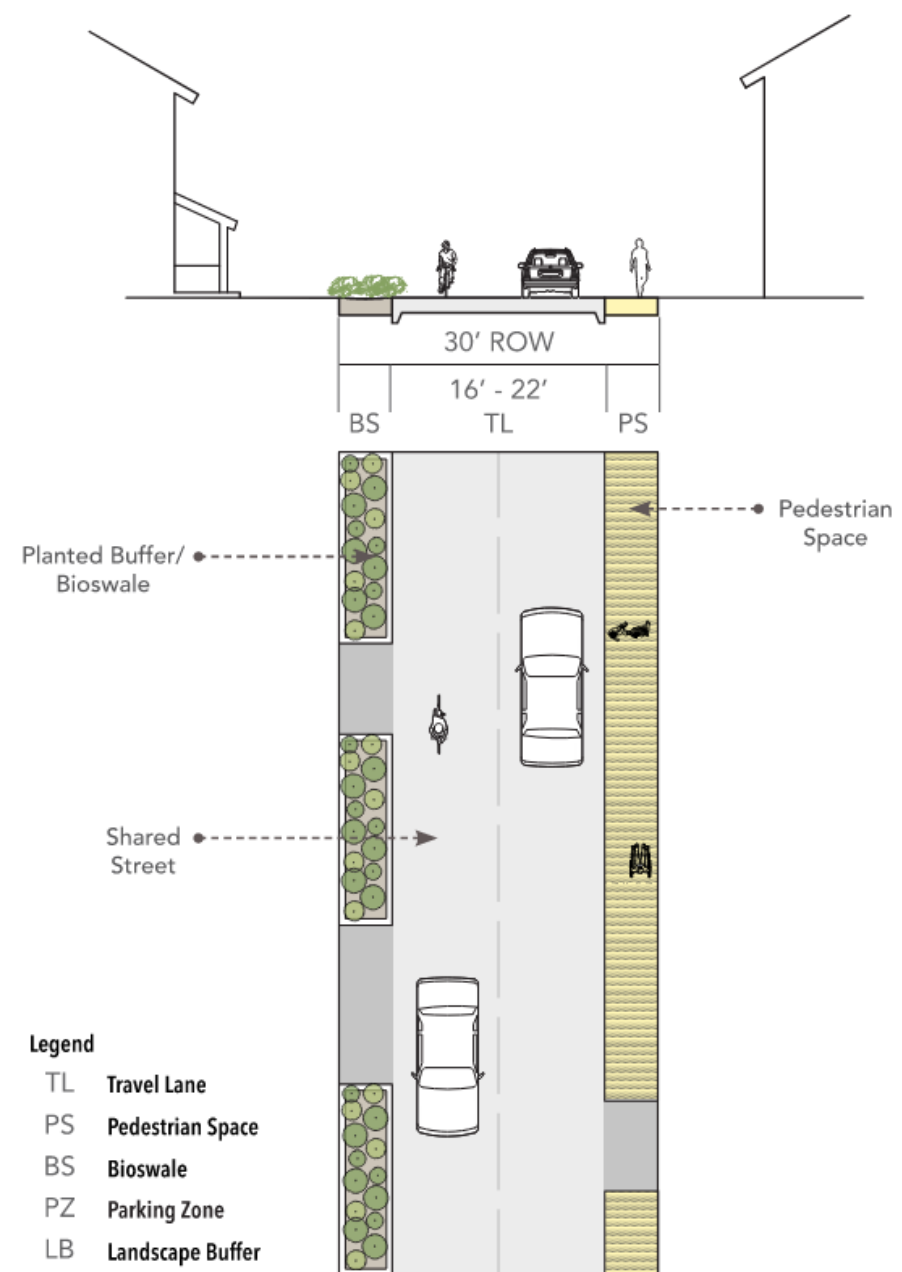 30’ ROW
16’ - 22’
BS
TL
PS
Pedestrian
Space
Planted Buffer/
Bioswale
Shared
Street
Legend
TL Travel Lane
PS Pedestrian Space
BS Bioswale
PZ Parking Zone
LB Landscape Buffer